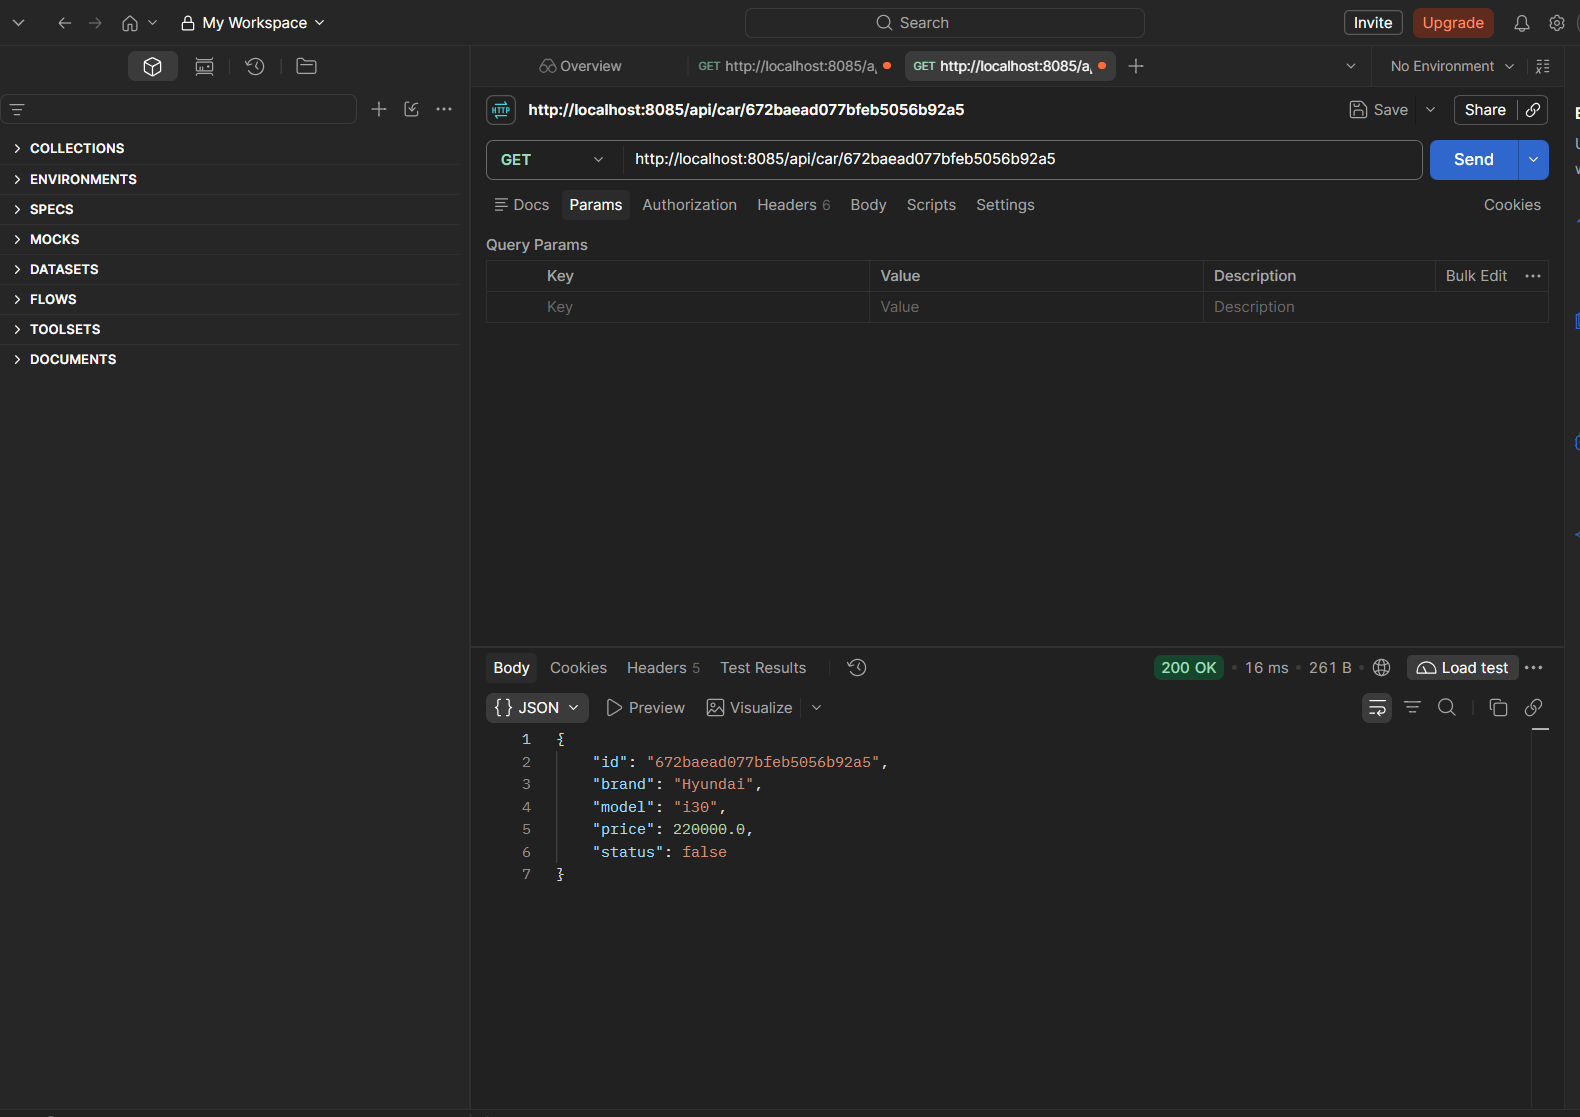 My Workspace
Search
Invite
Upgrade
Overview
GET http://localhost:8085/a
GET http://localhost:8085/a
No Environment
HTTP
http://localhost:8085/api/car/672baead077bfeb5056b92a5
Save
Share
COLLECTIONS
ENVIRONMENTS
SPECS
MOCKS
DATASETS
FLOWS
TOOLSETS
DOCUMENTS
GET
http://localhost:8085/api/car/672baead077bfeb5056b92a5
Send
Docs Params Authorization Headers 6 Body Scripts Settings Cookies
Query Params
Key Value Description Bulk Edit
Key Value Description
Body Cookies Headers 5 Test Results
200 OK • 16 ms • 261 B •
Load test
{ } JSON Preview Visualize
1 {
2 "id": "672baead077bfeb5056b92a5",
3 "brand": "Hyundai",
4 "model": "i30",
5 "price": 220000.0,
6 "status": false
7 }